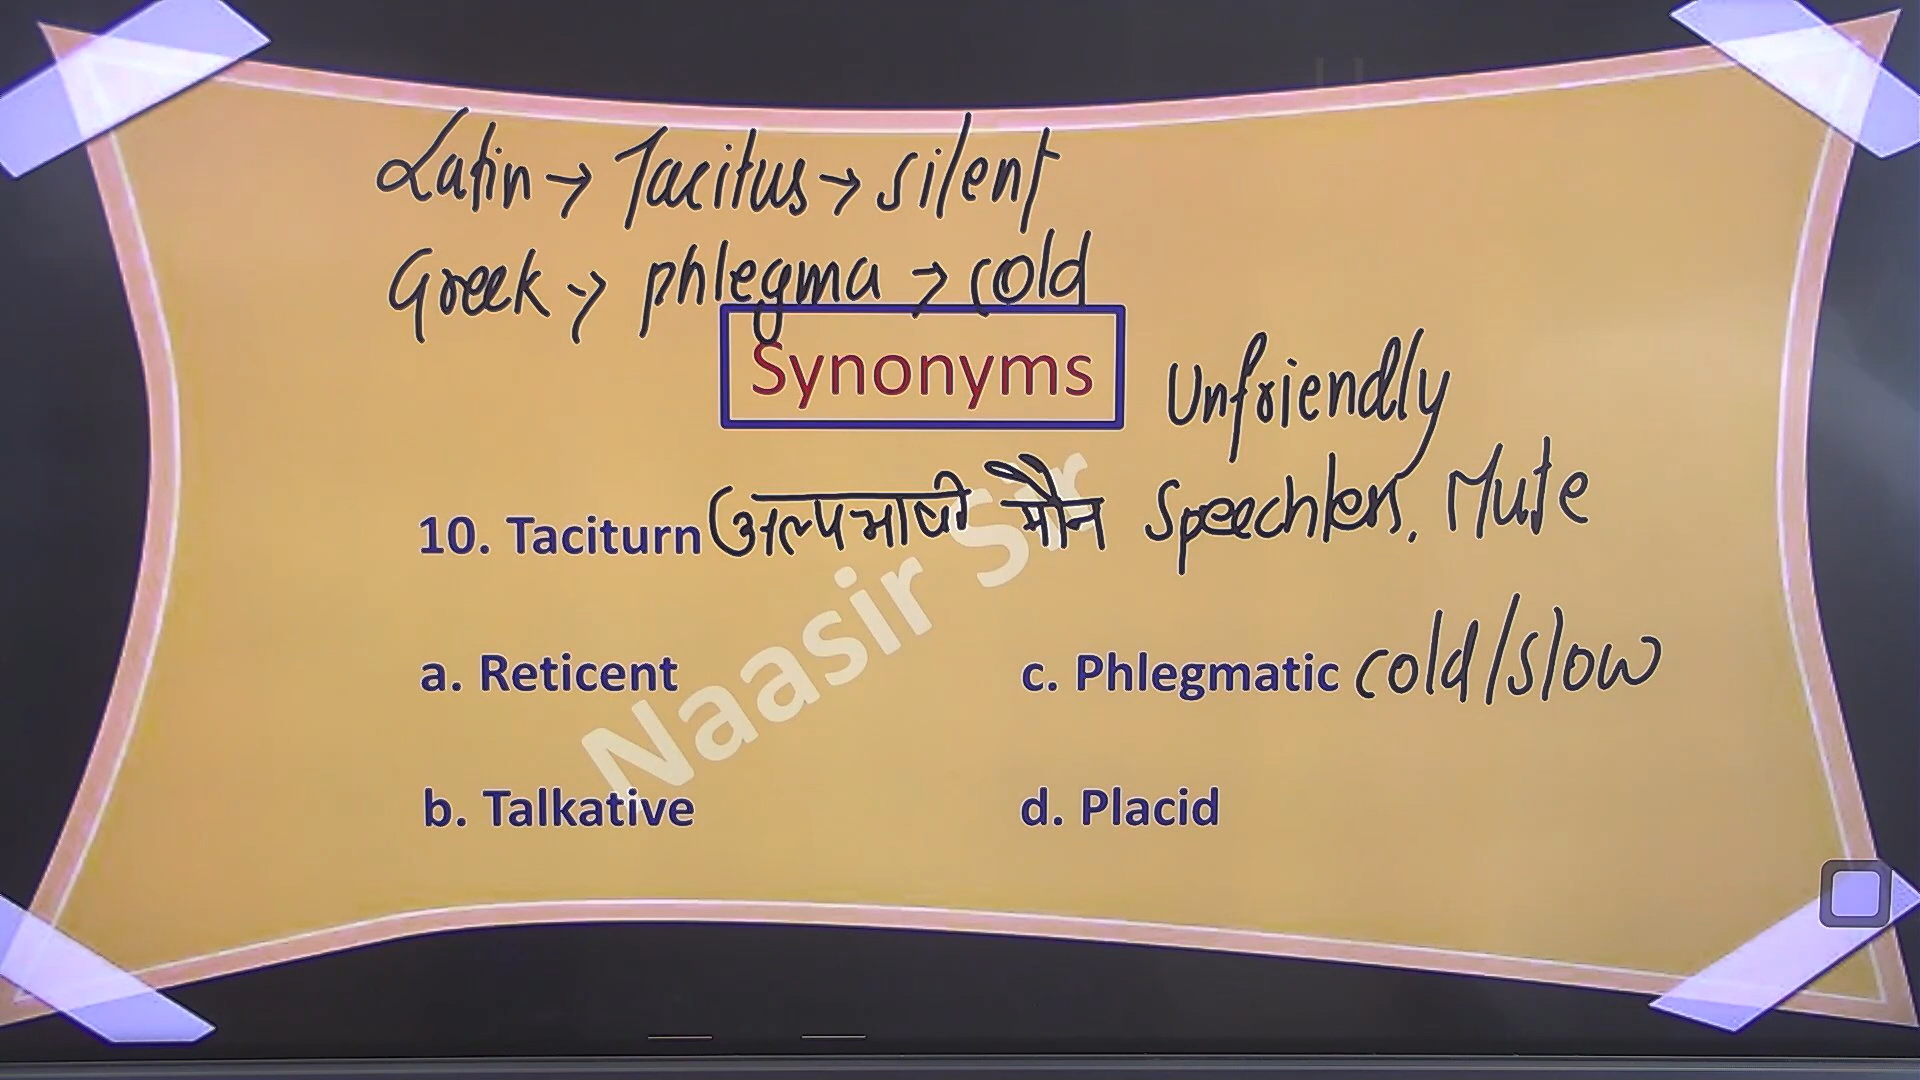 Latin → Tacitus → silent
Greek → phlegma → cold
Synonyms
Unfriendly
10. Taciturn (अल्पभाषी मौन Speechless, Mute
a. Reticent
c. Phlegmatic cold/slow
b. Talkative
d. Placid
Naasir Sir